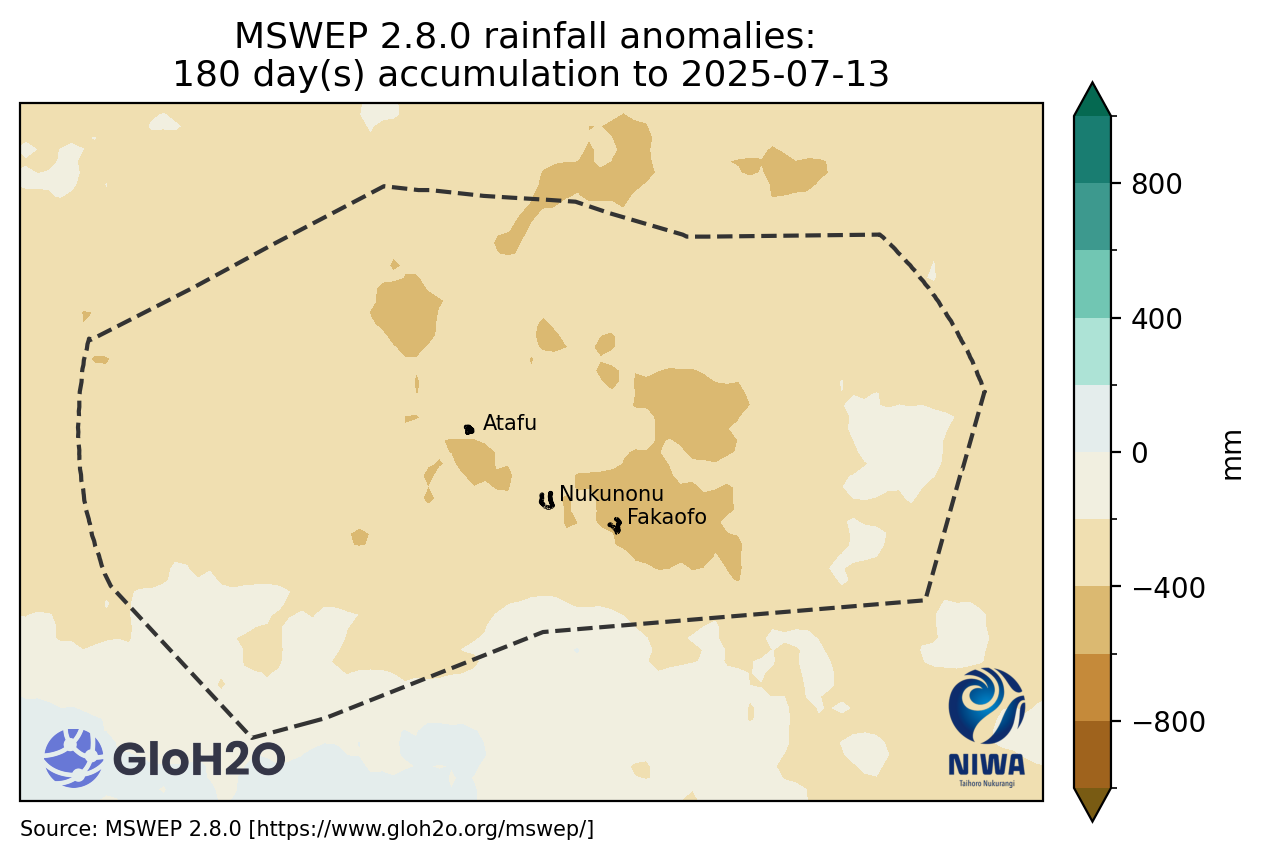 MSWEP 2.8.0 rainfall anomalies:
180 day(s) accumulation to 2025-07-13
800
400
0
−400
−800
mm
Atafu
Nukunonu
Fakaofo
GloH2O
NIWA
Taihoro Nukurangi
Source: MSWEP 2.8.0 [https://www.gloh2o.org/mswep/]